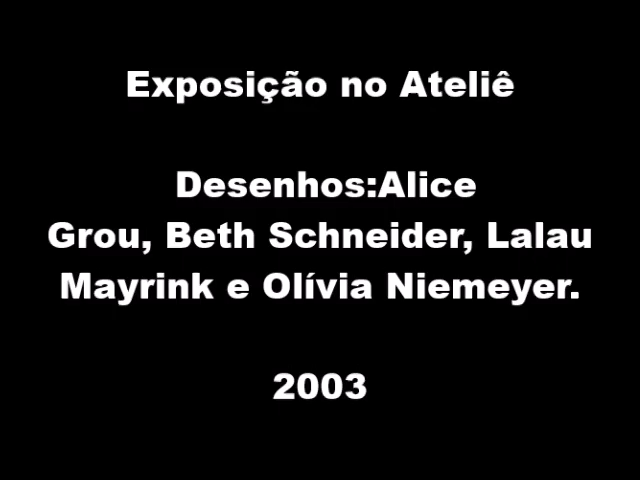 Exposição no Ateliê
Desenhos:Alice
Grou, Beth Schneider, Lalau
Mayrink e Olívia Niemeyer.
2003